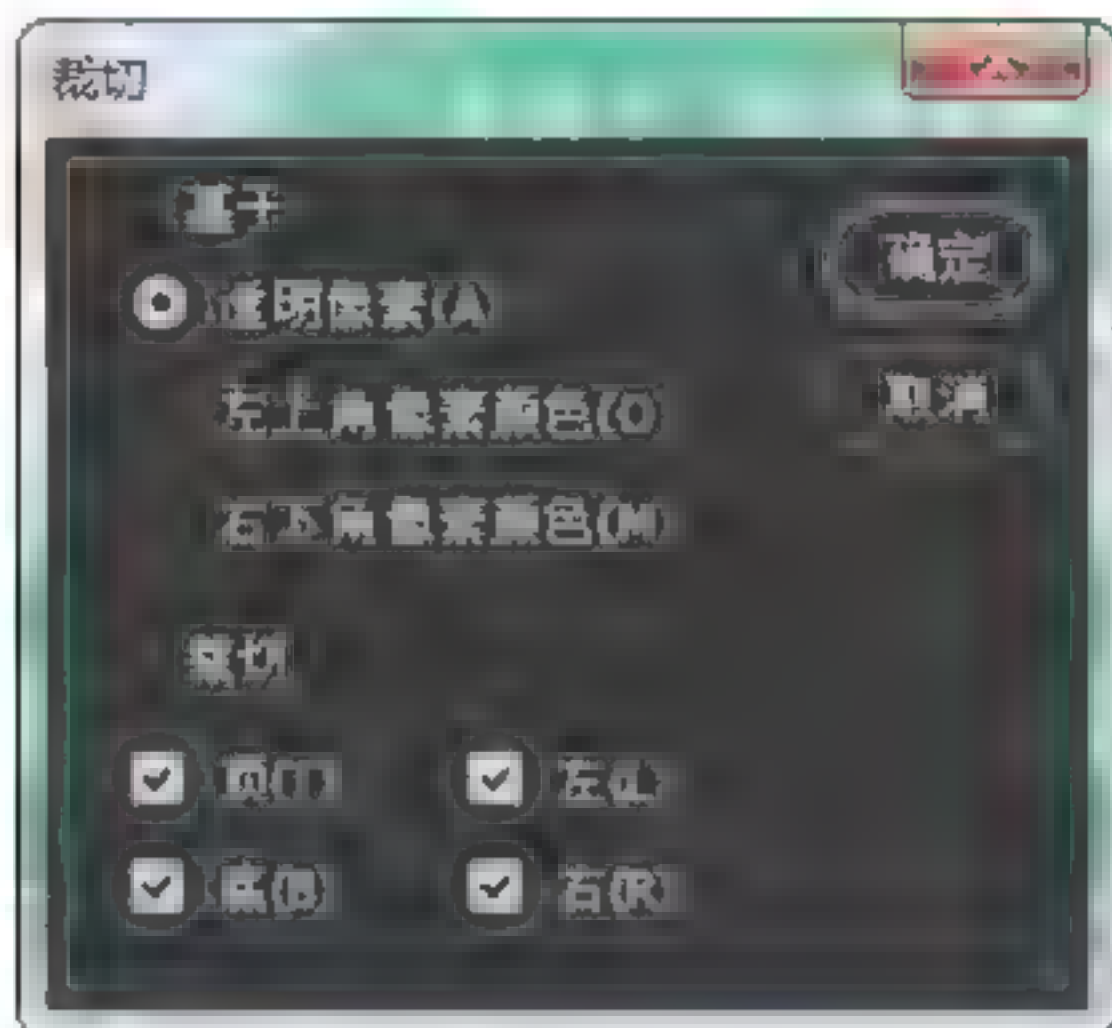 裁切
基于
确定
透明像素(A
取消
左上角像素颜色(O)
右下角像素颜色(M)
裁切
顶(T)
左(L)
底(B)
右(R)